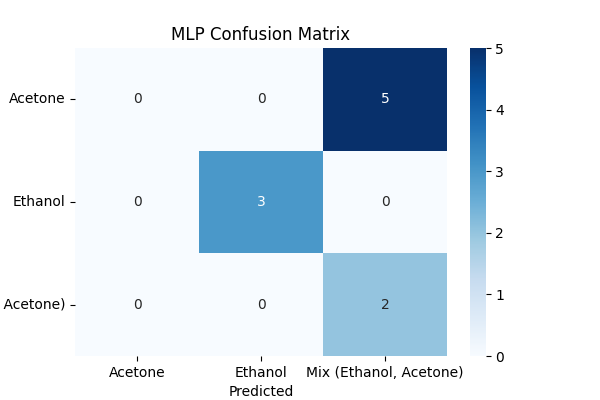 MLP Confusion Matrix
Acetone 0 0 5
Ethanol 0 3 0
Acetone) 0 0 2
Acetone Ethanol Mix (Ethanol, Acetone)
Predicted
5
4
3
2
1
0